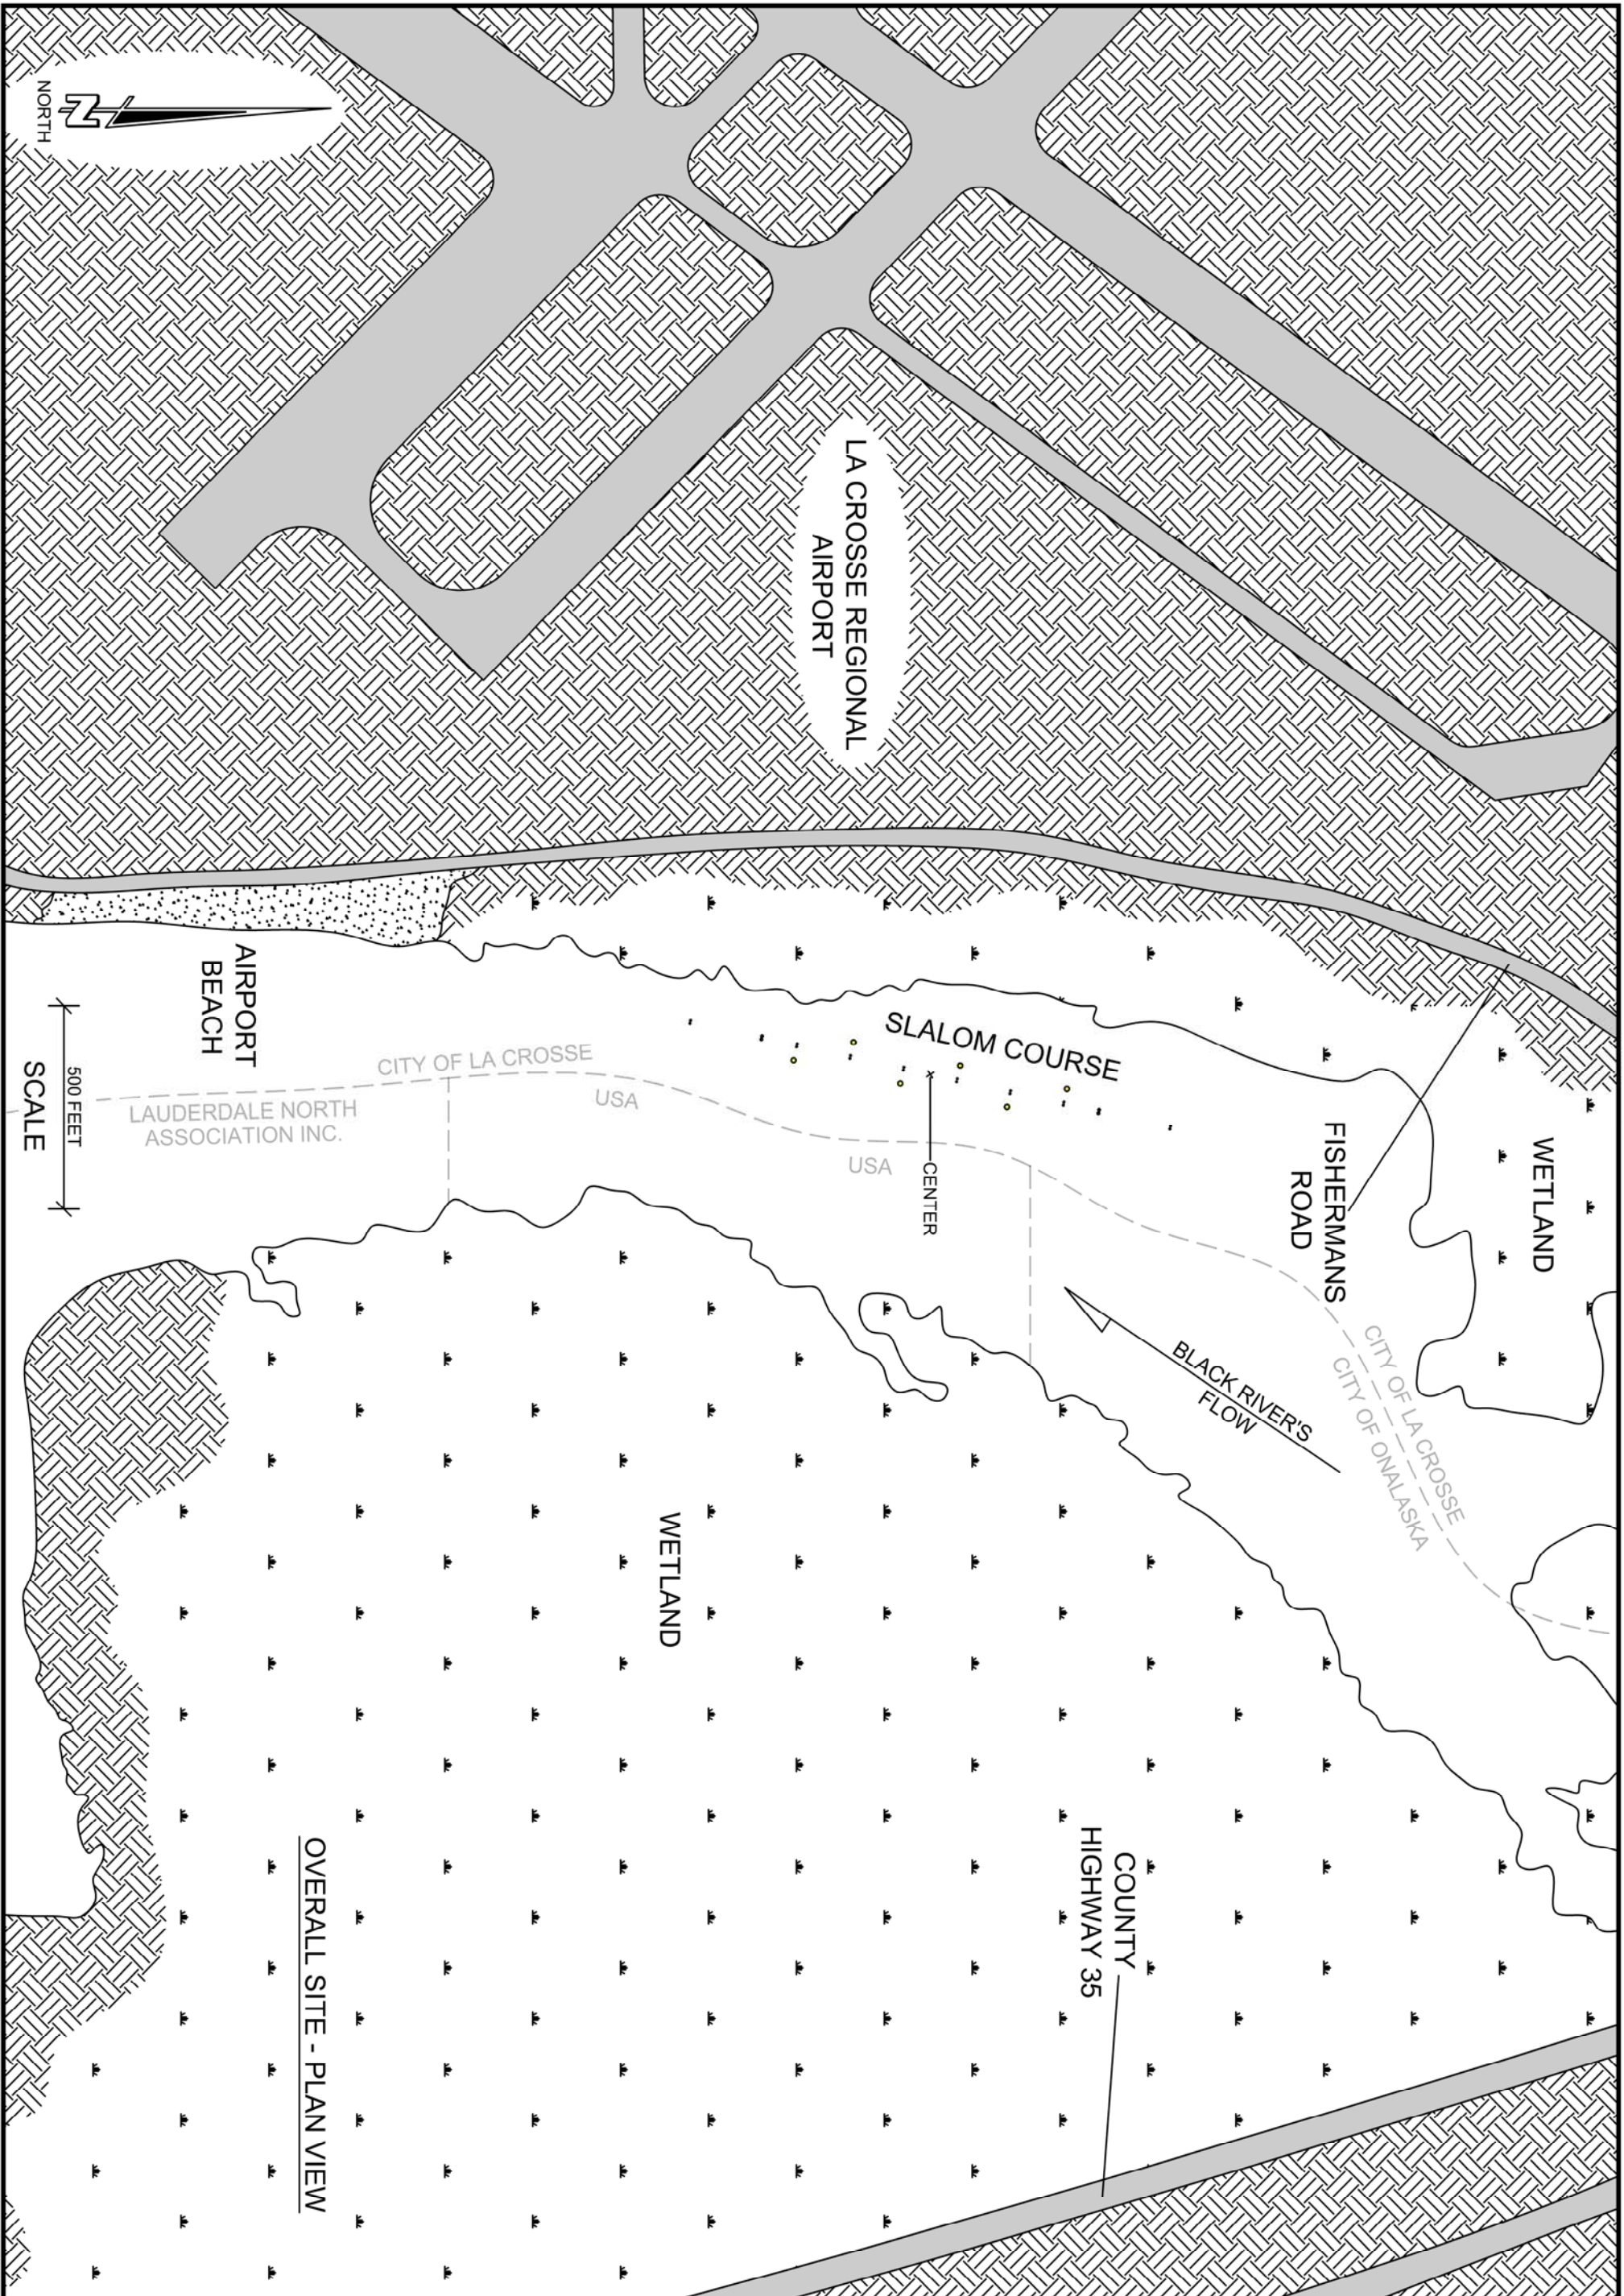 LA CROSSE REGIONAL
AIRPORT
WETLAND
FISHERMANS
ROAD
CITY OF LA CROSSE
CITY OF ONALASKA
BLACK RIVER'S
FLOW
COUNTY
HIGHWAY 35
SLALOM COURSE
CENTER
USA
USA
WETLAND
CITY OF LA CROSSE
LAUDERDALE NORTH
ASSOCIATION INC.
AIRPORT
BEACH
OVERALL SITE - PLAN VIEW
500 FEET
SCALE
N
NORTH